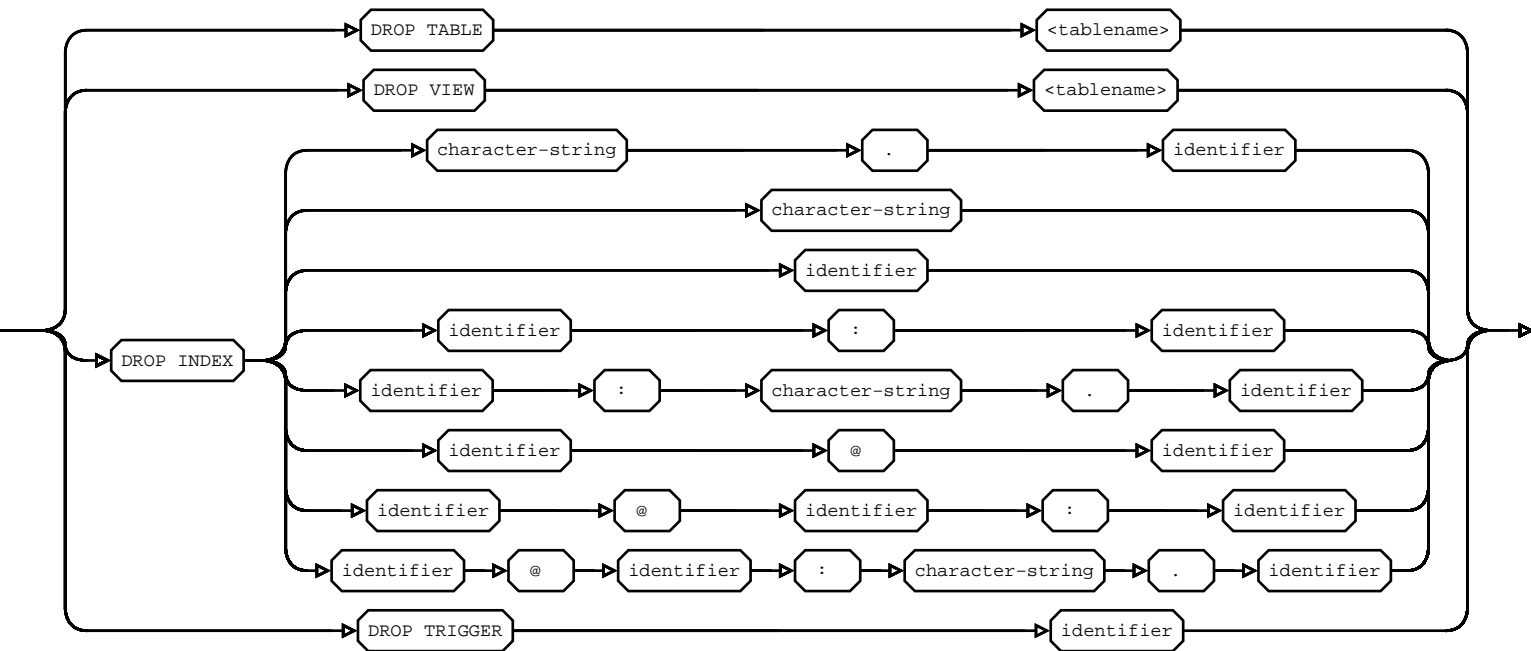 DROP TABLE <tablename>
DROP VIEW <tablename>
character-string . identifier
character-string
identifier
identifier : identifier
DROP INDEX
identifier : character-string . identifier
identifier @ identifier
identifier @ identifier : identifier
identifier @ identifier : character-string . identifier
DROP TRIGGER identifier